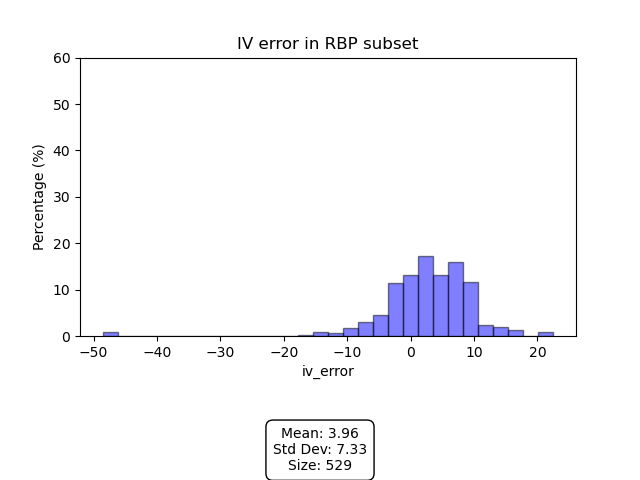 IV error in RBP subset
60
50
40
30
20
10
0
Percentage (%)
−50 −40 −30 −20 −10 0 10 20
iv_error
Mean: 3.96
Std Dev: 7.33
Size: 529